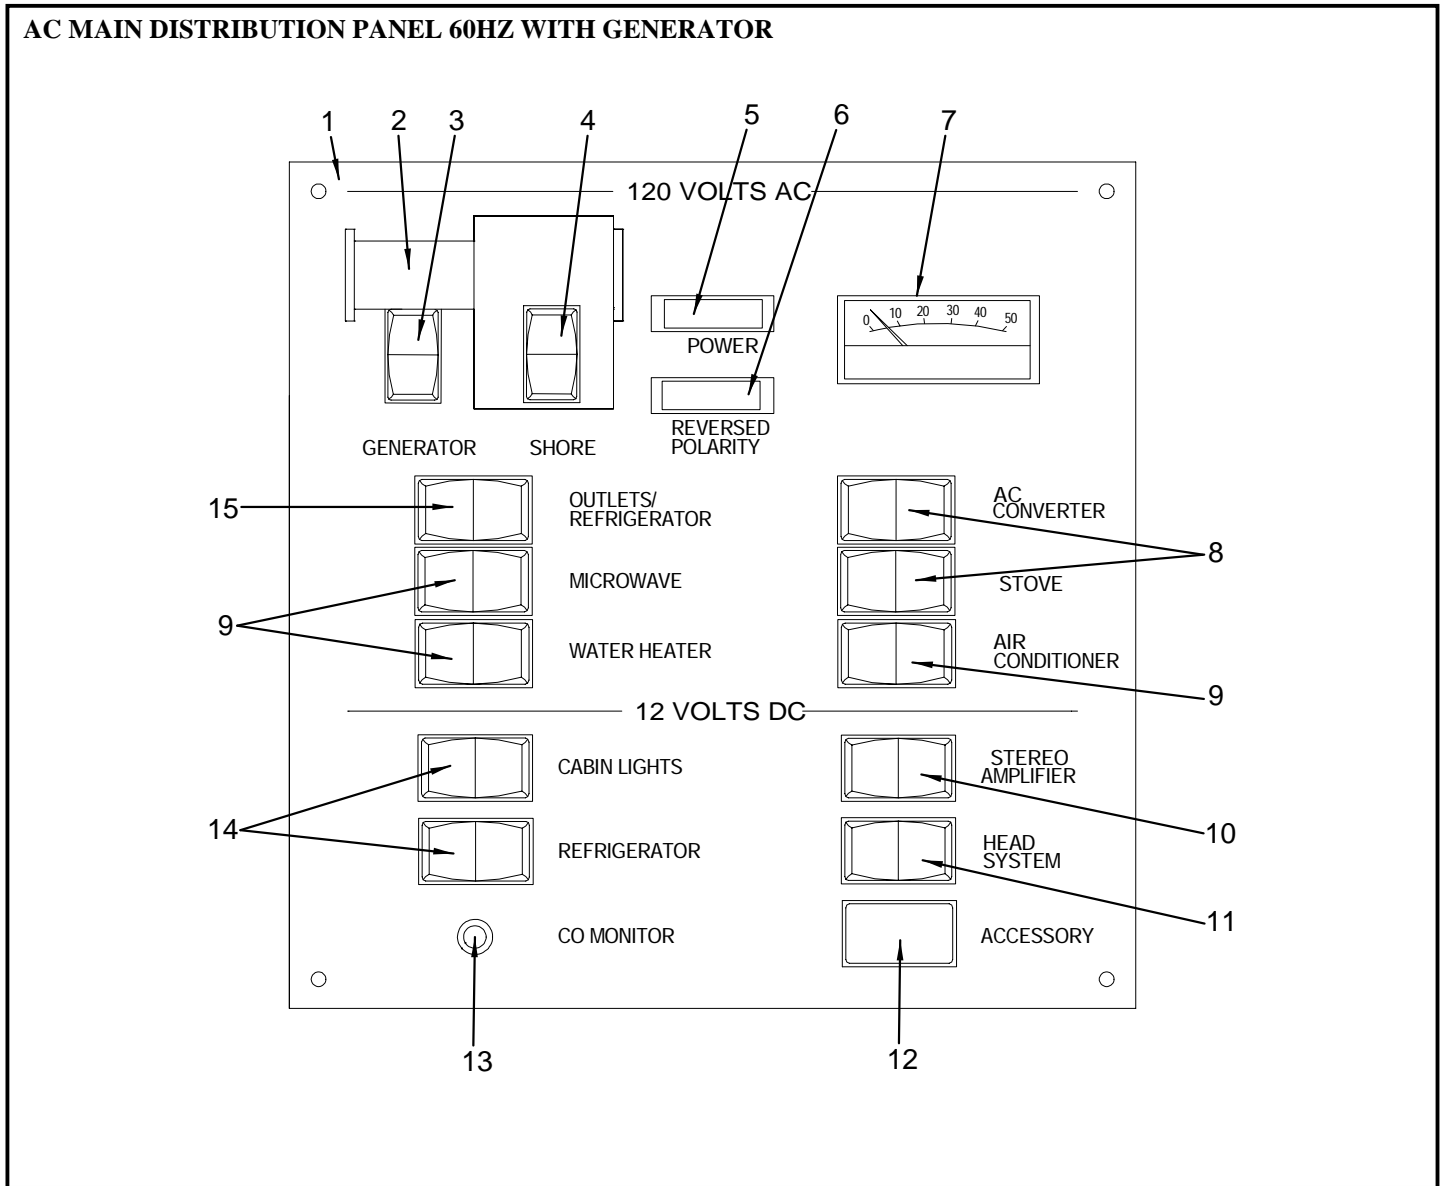 AC MAIN DISTRIBUTION PANEL 60HZ WITH GENERATOR
1 2 3 4 5 6 7
120 VOLTS AC
0 10 20 30 40 50
POWER
REVERSED
POLARITY
GENERATOR SHORE
15
OUTLETS/
REFRIGERATOR
AC
CONVERTER
8
MICROWAVE
STOVE
9
WATER HEATER
AIR
CONDITIONER
9
12 VOLTS DC
CABIN LIGHTS
STEREO
AMPLIFIER
14
10
REFRIGERATOR
HEAD
SYSTEM
11
CO MONITOR
ACCESSORY
13
12